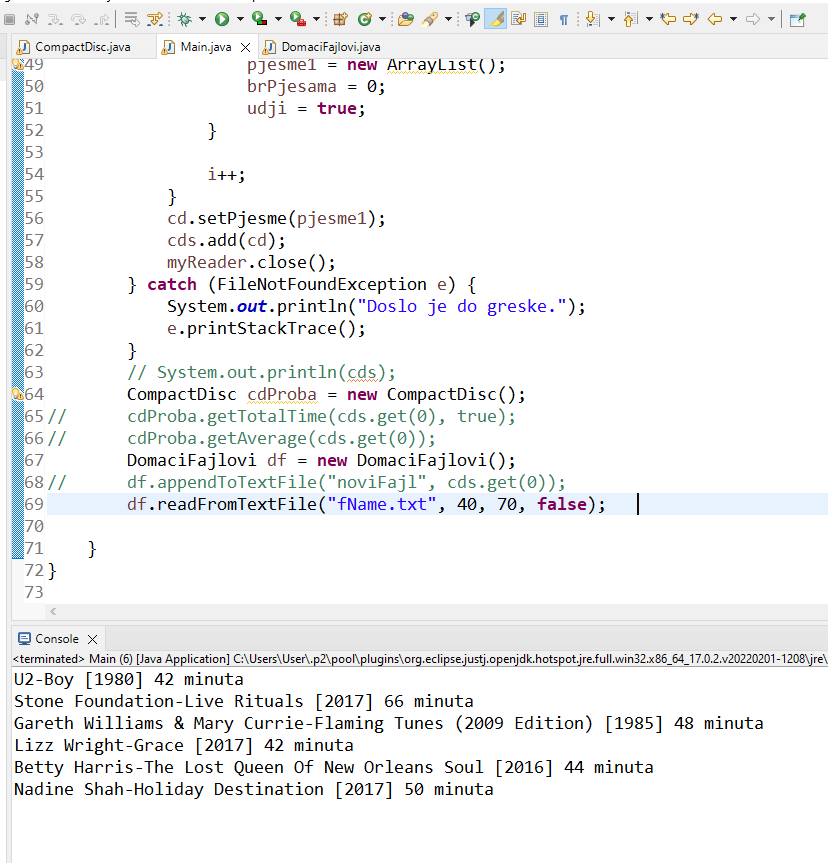 CompactDisc.java
Main.java
DomaciFajlovi.java
49 pjesme1 = new ArrayList();
50 brPjesama = 0;
51 udji = true;
52 }
53
54 i++;
55 }
56 cd.setPjesme(pjesme1);
57 cds.add(cd);
58 myReader.close();
59 } catch (FileNotFoundException e) {
60 System.out.println("Doslo je do greske.");
61 e.printStackTrace();
62 }
63 // System.out.println(cds);
64 CompactDisc cdProba = new CompactDisc();
65 // cdProba.getTotalTime(cds.get(0), true);
66 // cdProba.getAverage(cds.get(0));
67 DomaciFajlovi df = new DomaciFajlovi();
68 // df.appendToTextFile("noviFajl", cds.get(0));
69 df.readFromTextFile("fName.txt", 40, 70, false);
70
71 }
72 }
73
Console
<terminated> Main (6) [Java Application] C:\Users\User\.p2\pool\plugins\org.eclipse.justj.openjdk.hotspot.jre.full.win32.x86_64_17.0.2.v20220201-1208\jre\
U2-Boy [1980] 42 minuta
Stone Foundation-Live Rituals [2017] 66 minuta
Gareth Williams & Mary Currie-Flaming Tunes (2009 Edition) [1985] 48 minuta
Lizz Wright-Grace [2017] 42 minuta
Betty Harris-The Lost Queen Of New Orleans Soul [2016] 44 minuta
Nadine Shah-Holiday Destination [2017] 50 minuta